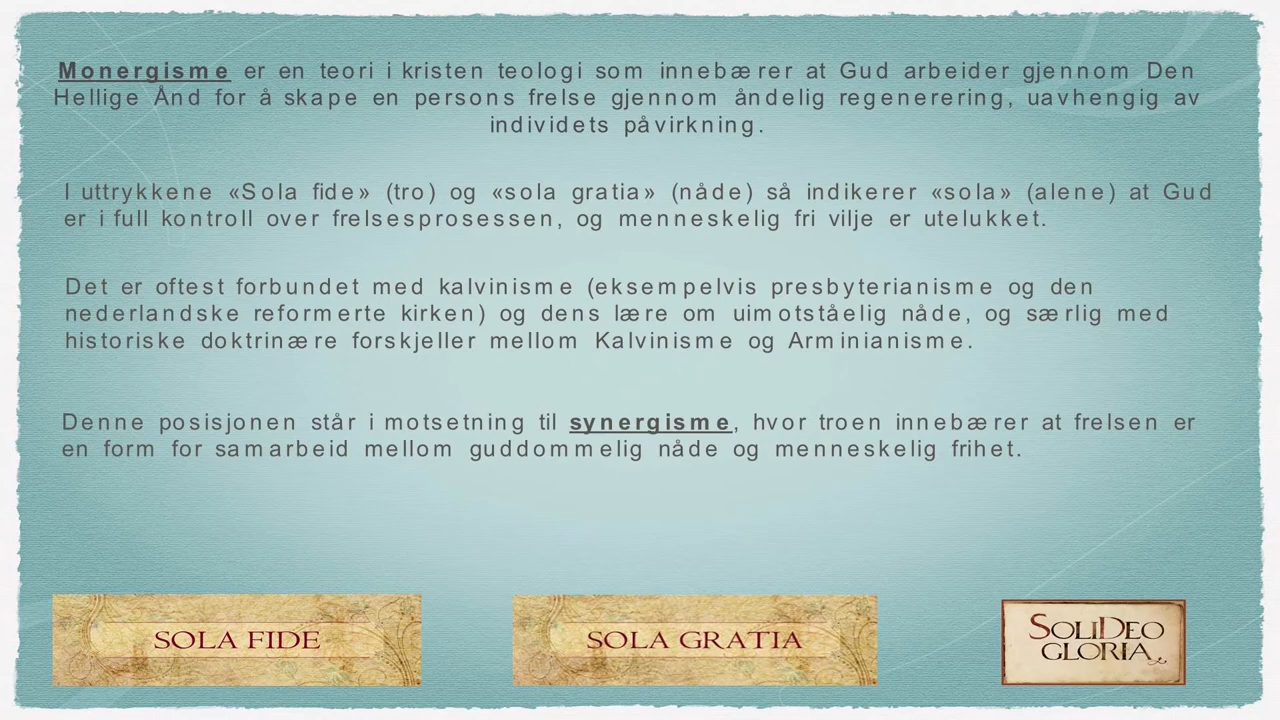 Monergisme er en teori i kristen teologi som innebærer at Gud arbeider gjennom Den
Hellige Ånd for å skape en persons frelse gjennom åndelig regenerering, uavhengig av
individets påvirkning.
I uttrykkene «Sola fide» (tro) og «sola gratia» (nåde) så indikerer «sola» (alene) at Gud
er i full kontroll over frelsesprosessen, og menneskelig fri vilje er utelukket.
Det er oftest forbundet med kalvinisme (eksempelvis presbyterianisme og den
nederlandske reformerte kirken) og dens lære om uimotståelig nåde, og særlig med
historiske doktrinære forskjeller mellom Kalvinisme og Arminianisme.
Denne posisjonen står i motsetning til synergisme, hvor troen innebærer at frelsen er
en form for samarbeid mellom guddommelig nåde og menneskelig frihet.
SOLA FIDE
SOLA GRATIA
SOLI DEO
GLORIA